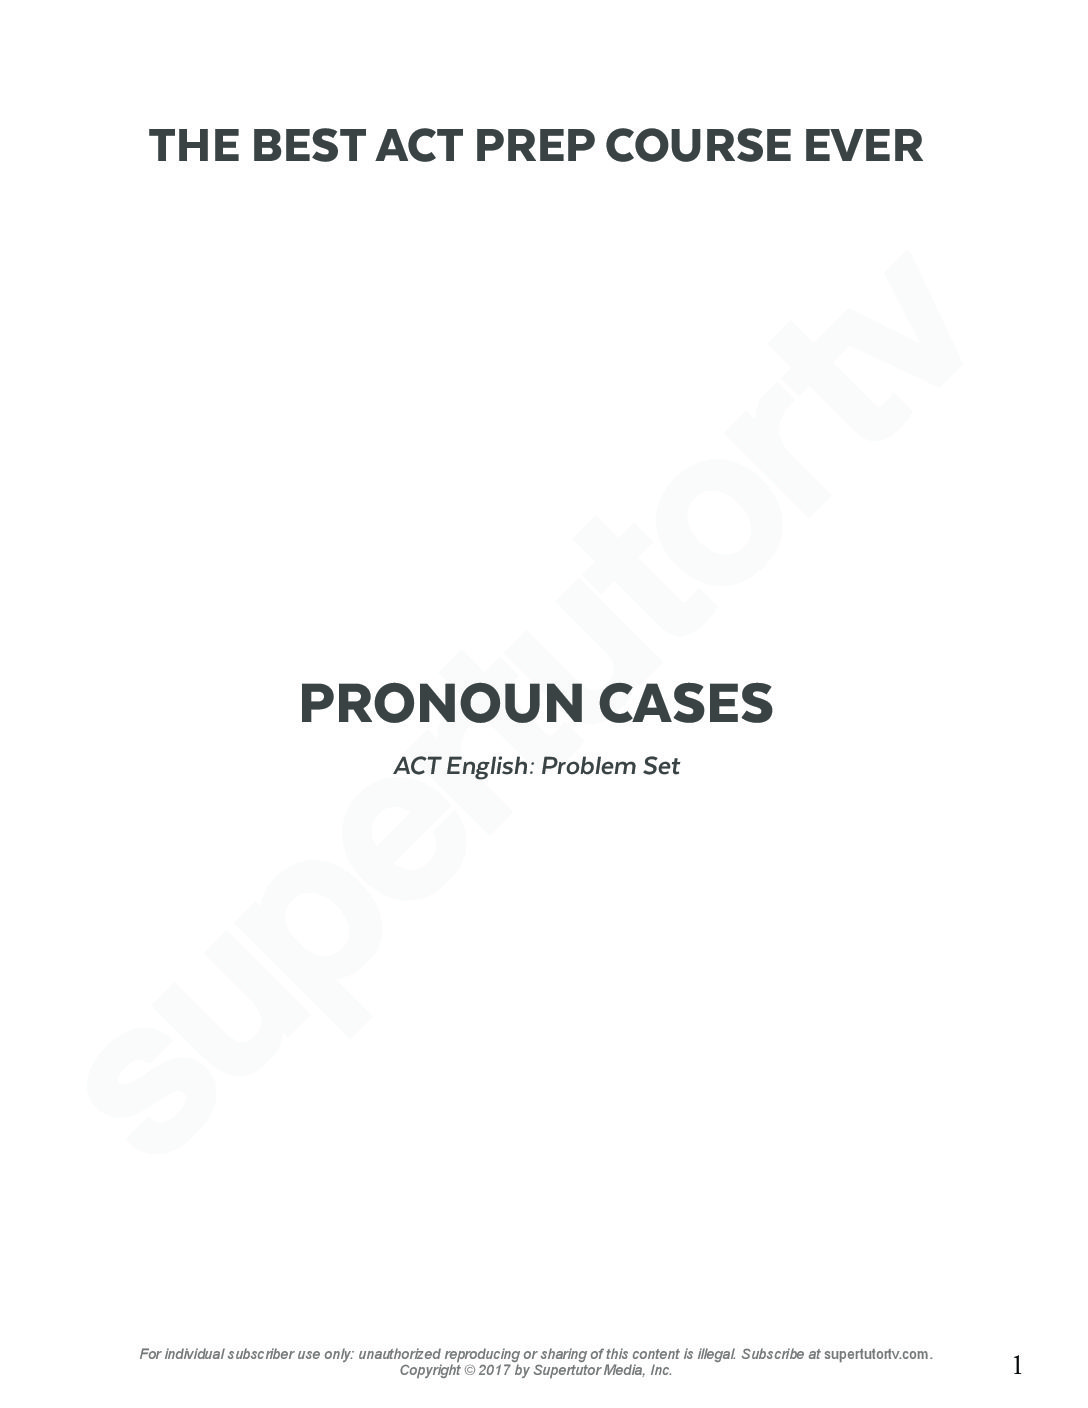 THE BEST ACT PREP COURSE EVER
supertutortv
PRONOUN CASES
ACT English: Problem Set
For individual subscriber use only: unauthorized reproducing or sharing of this content is illegal. Subscribe at supertutortv.com.
Copyright © 2017 by Supertutor Media, Inc.
1